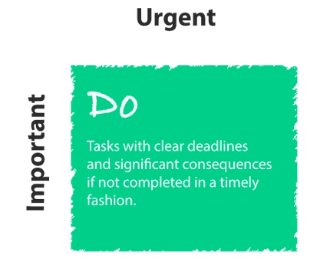 Urgent
Important
Do
Tasks with clear deadlines
and significant consequences
if not completed in a timely
fashion.